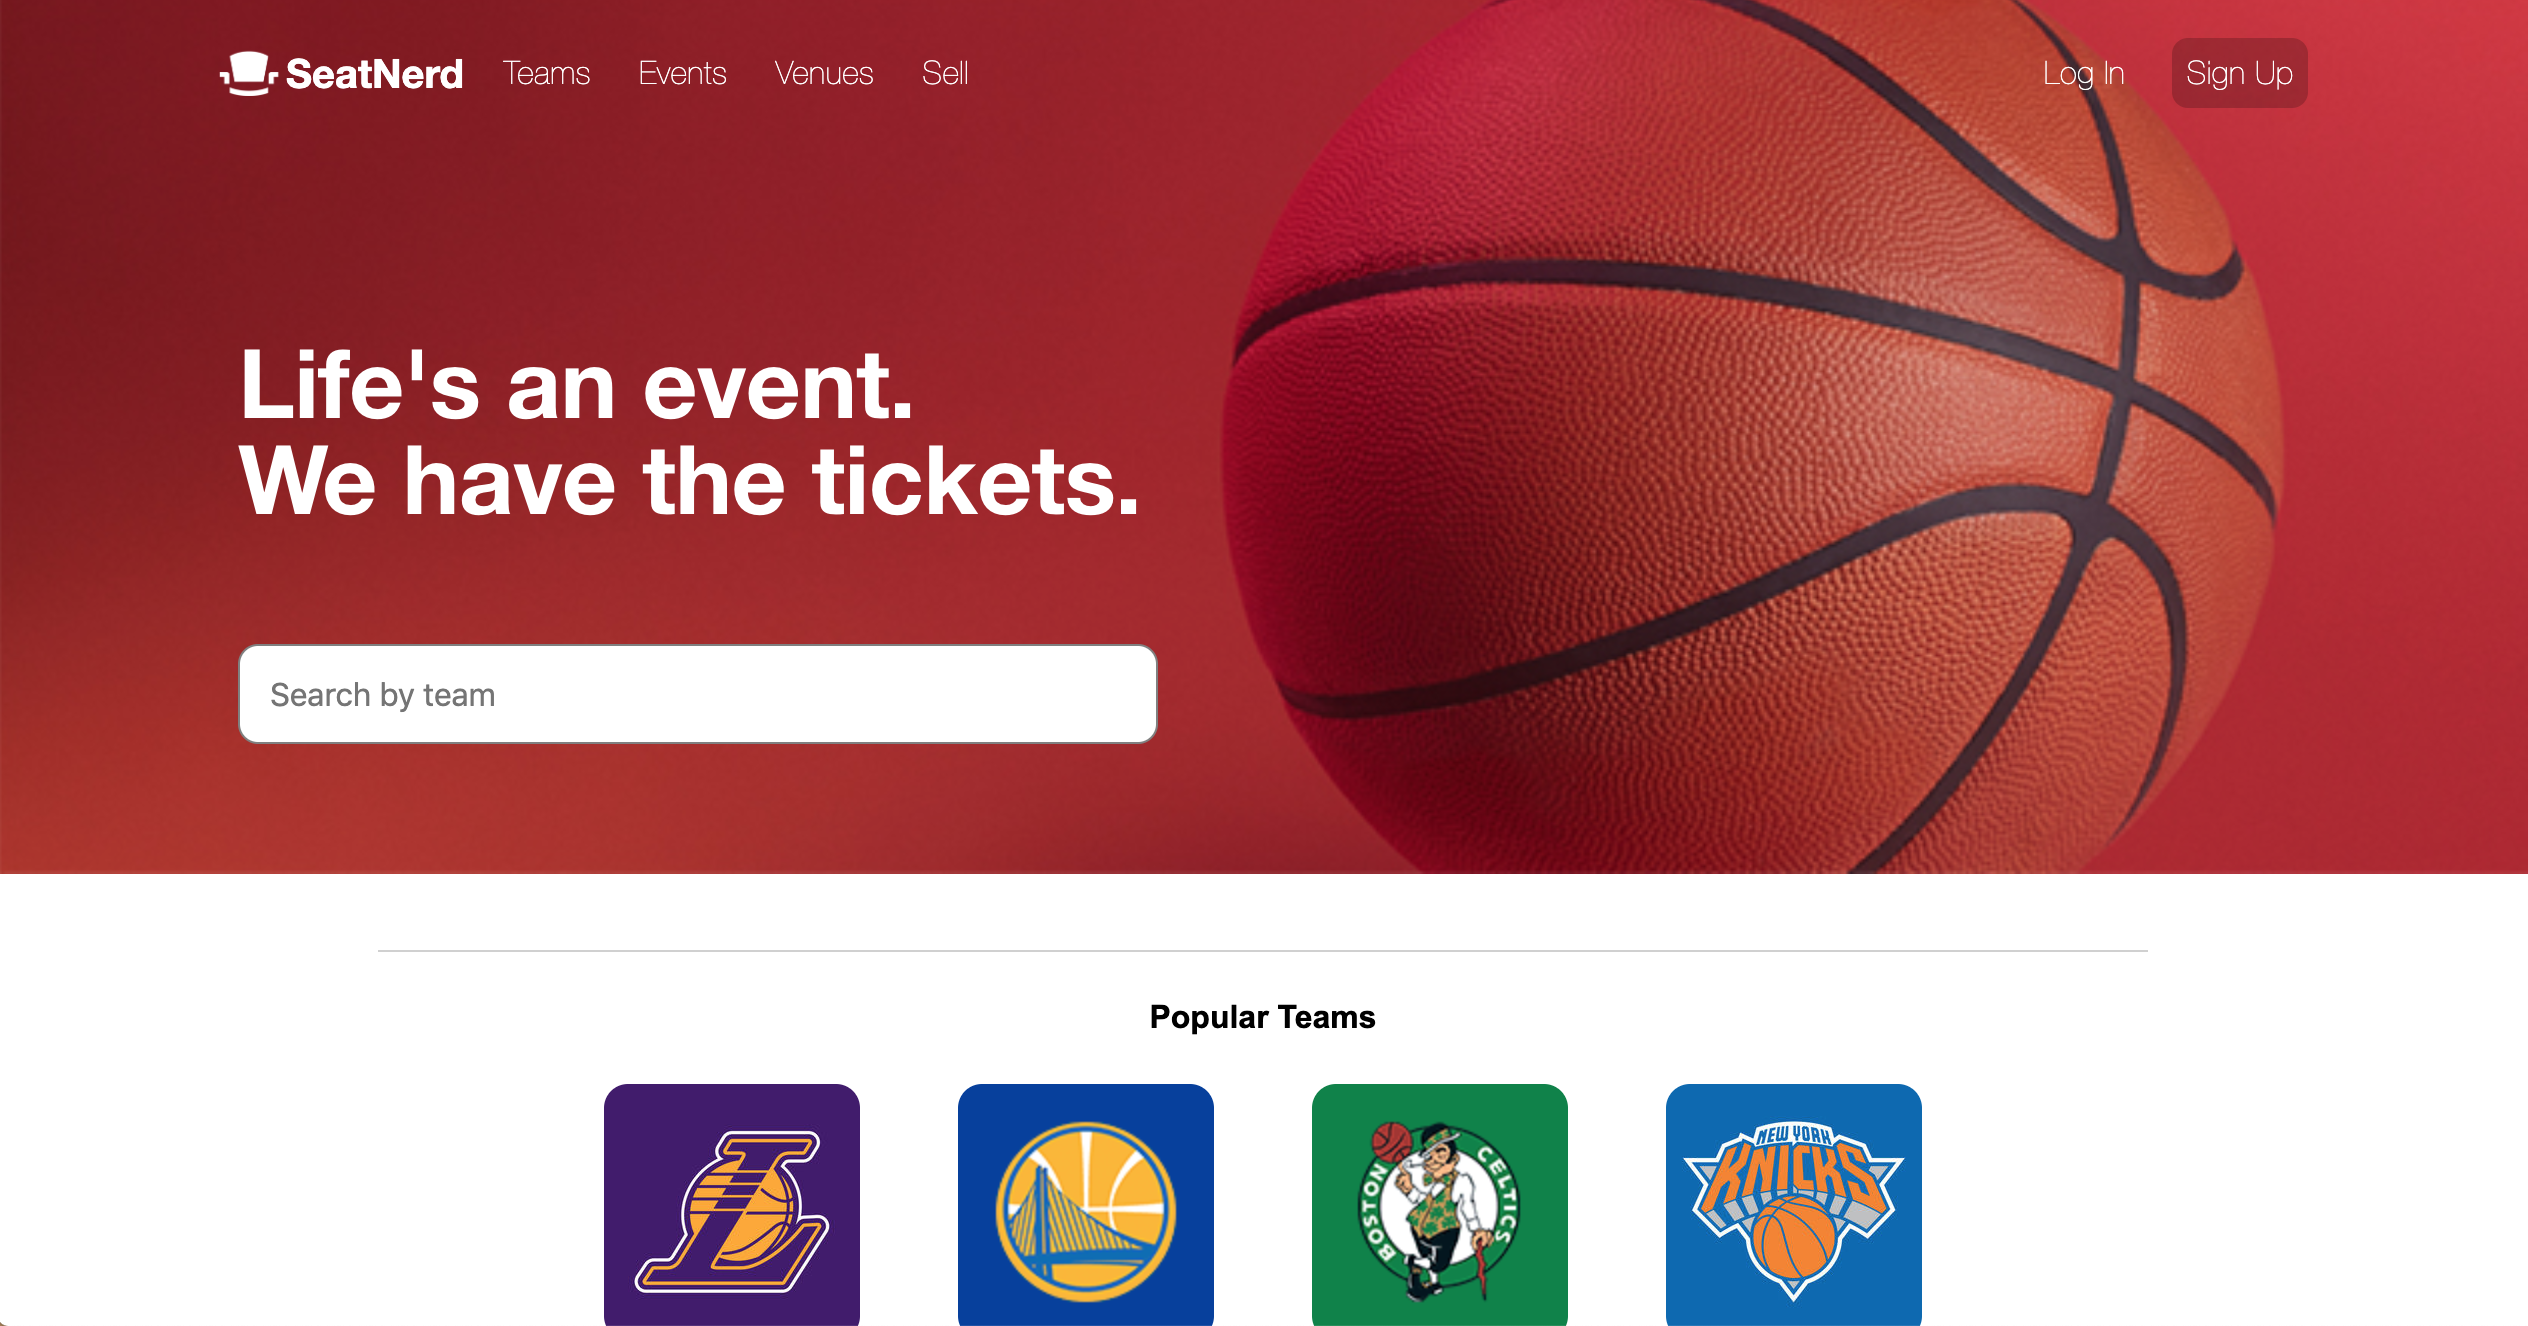 SeatNerd Teams Events Venues Sell Log In Sign Up
Life's an event.
We have the tickets.
Search by team
Popular Teams
BOSTON CELTICS
NEW YORK
KNICKS